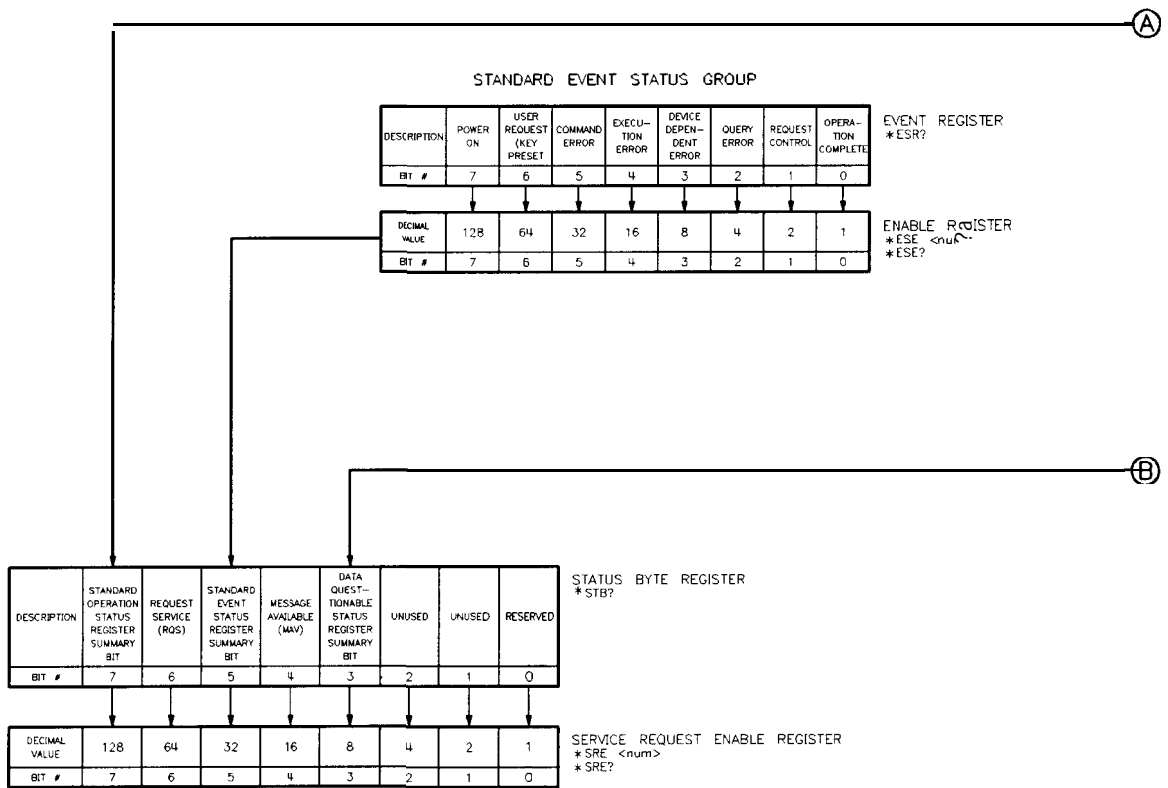 A
STANDARD EVENT STATUS GROUP
DESCRIPTION
POWER
ON
USER
REQUEST
(KEY
PRESET
COMMAND
ERROR
EXECU-
TION
ERROR
DEVICE
DEPEN-
DENT
ERROR
QUERY
ERROR
REQUEST
CONTROL
OPERA-
TION
COMPLETE
EVENT REGISTER
*ESR?
BIT # 7 6 5 4 3 2 1 0
DECIMAL
VALUE
128 64 32 16 8 4 2 1
ENABLE
*ESE
*ESE?
BIT # 7 6 5 4 3 2 1 0
B
DESCRIPTION
STANDARD
OPERATION
STATUS
REGISTER
SUMMARY
BIT
REQUEST
SERVICE
(RQS)
STANDARD
EVENT
STATUS
REGISTER
SUMMARY
BIT
MESSAGE
AVAILABLE
(MAV)
DATA
QUEST-
TIONABLE
STATUS
REGISTER
SUMMARY
BIT
UNUSED
UNUSED
RESERVED
STATUS BYTE REGISTER
*STB?
BIT # 7 6 5 4 3 2 1 0
DECIMAL
VALUE
128 64 32 16 8 4 2 1
SERVICE REQUEST ENABLE REGISTER
*SRE <num>
*SRE?
BIT # 7 6 5 4 3 2 1 0